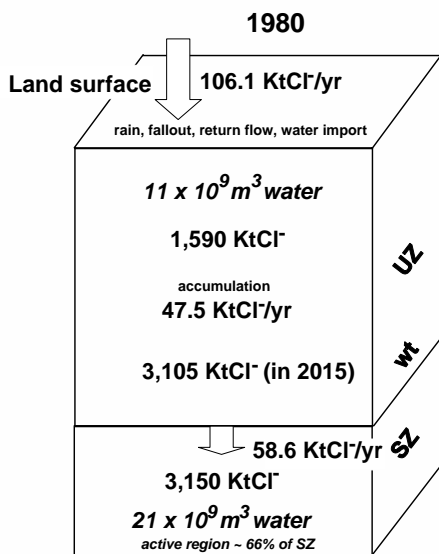 1980
Land surface
106.1 KtCl⁻/yr
rain, fallout, return flow, water import
11 x 10⁹ m³ water
1,590 KtCl⁻
accumulation
47.5 KtCl⁻/yr
UZ
3,105 KtCl⁻ (in 2015)
wt
58.6 KtCl⁻/yr
SZ
3,150 KtCl⁻
21 x 10⁹ m³ water
active region ~ 66% of SZ